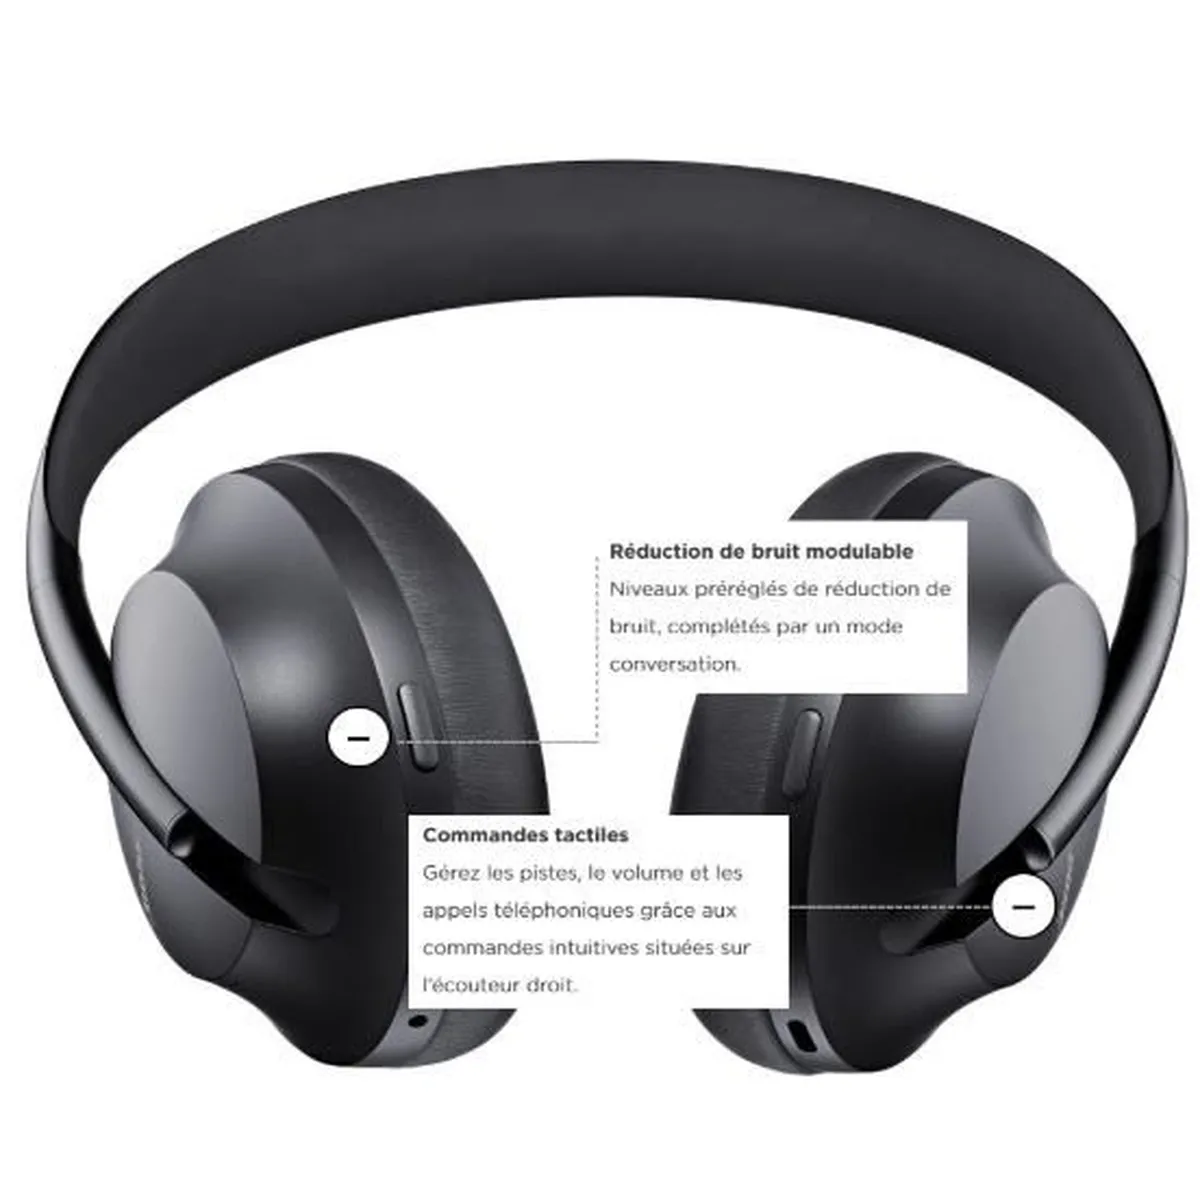 Réduction de bruit modulable
Niveaux préréglés de réduction de
bruit, complétés par un mode
conversation.
Commandes tactiles
Gérez les pistes, le volume et les
appels téléphoniques grâce aux
commandes intuitives situées sur
l'écouteur droit.